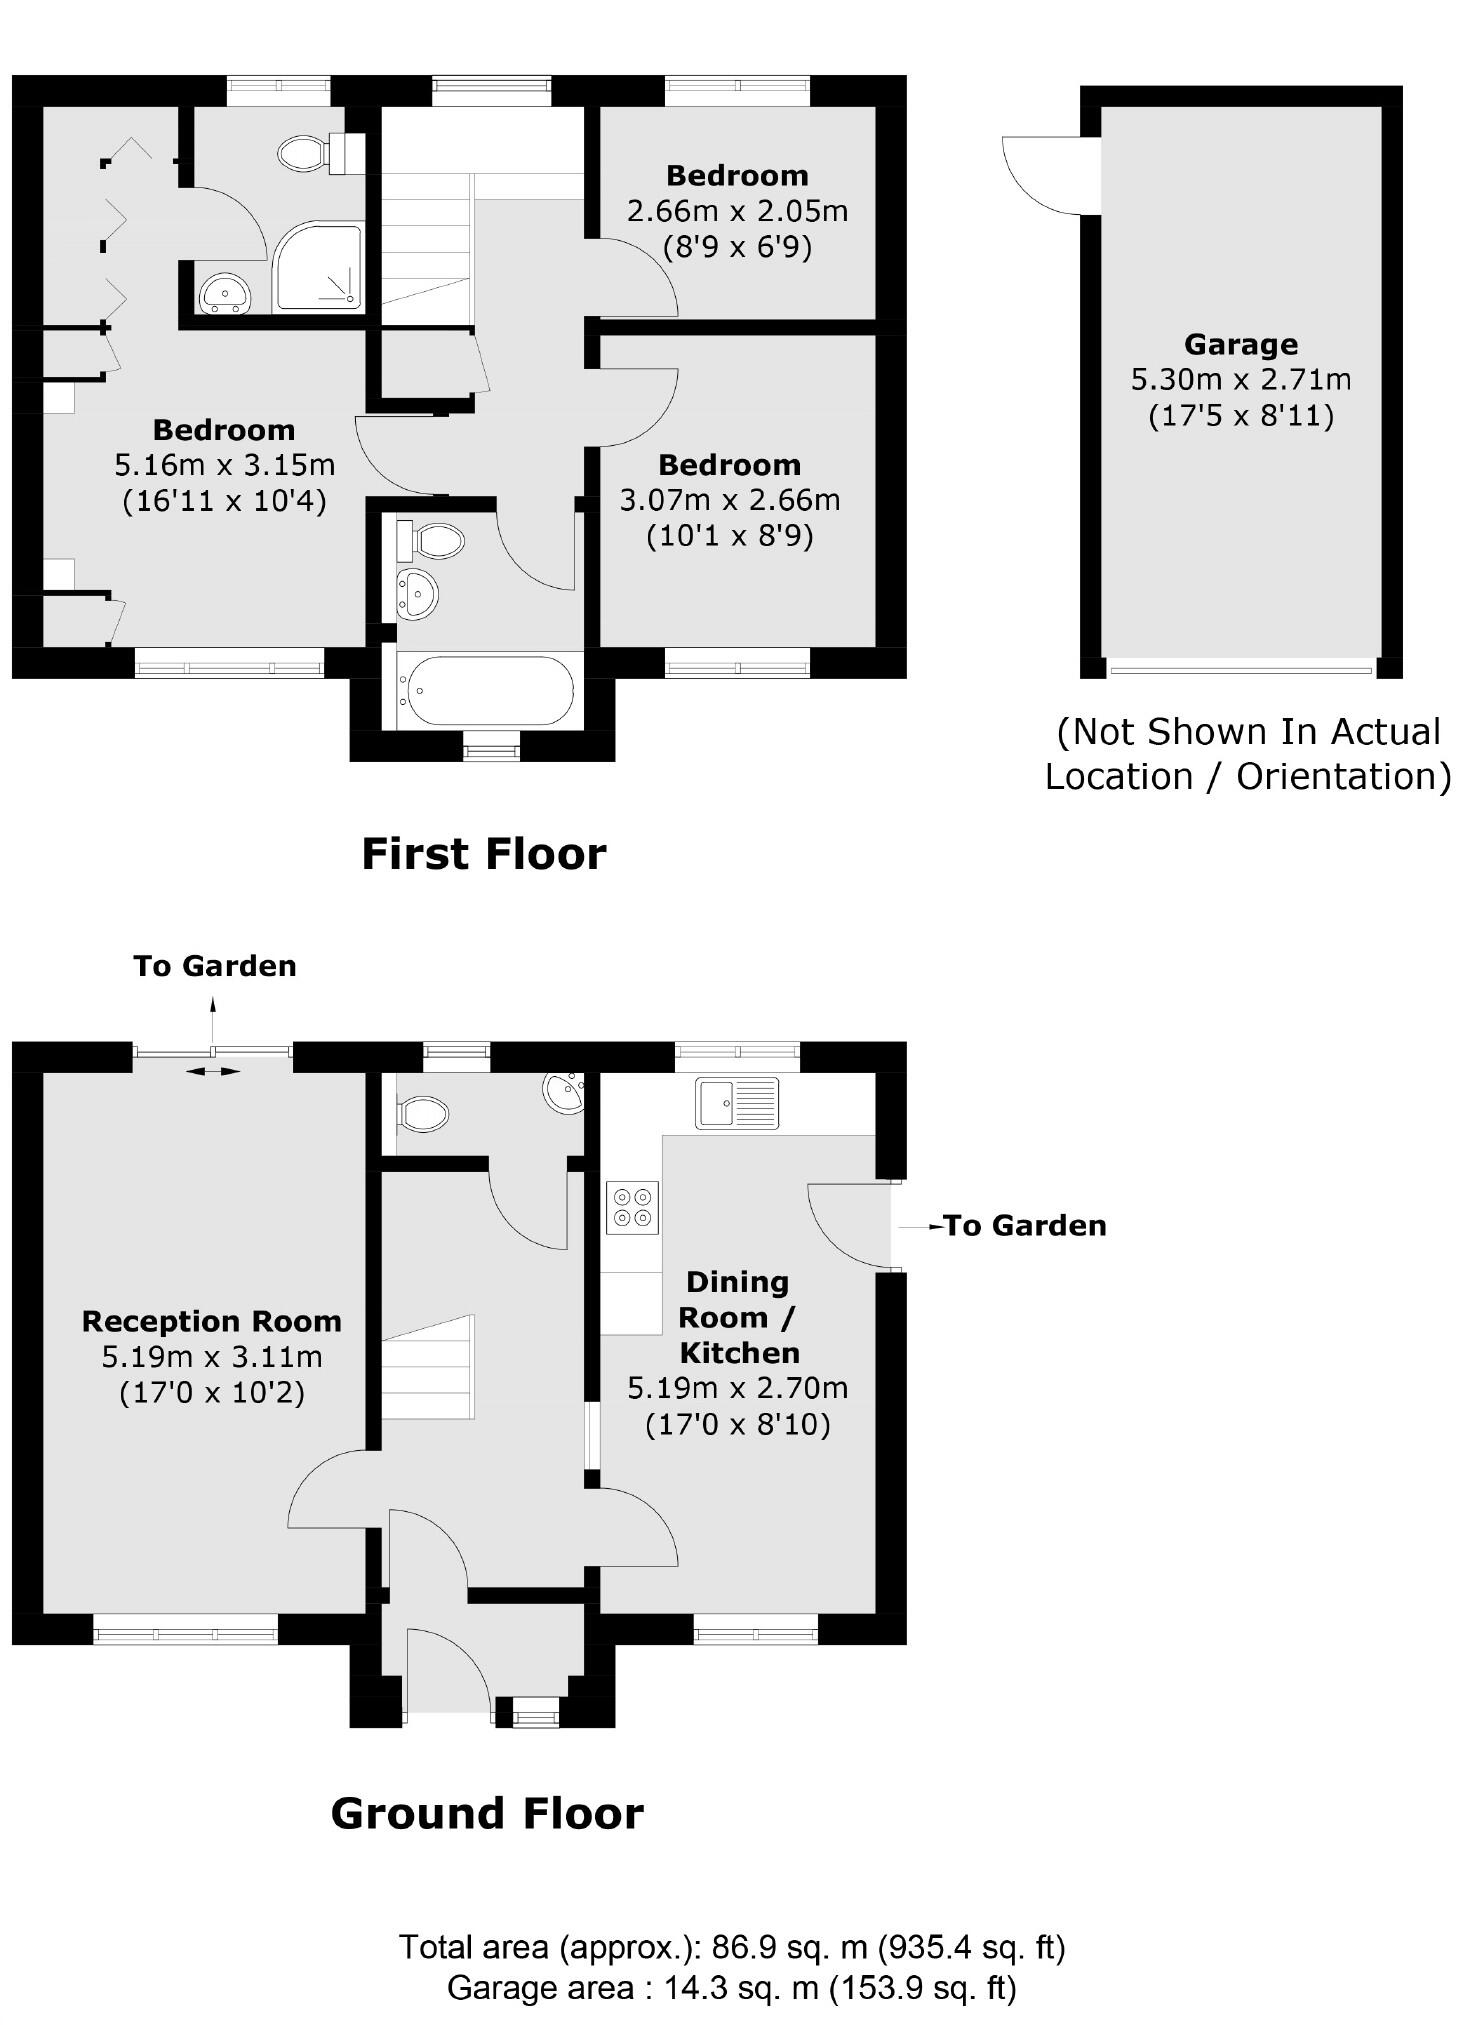 Bedroom
2.66m x 2.05m
(8'9 x 6'9)
Garage
5.30m x 2.71m
(17'5 x 8'11)
Bedroom
5.16m x 3.15m
(16'11 x 10'4)
Bedroom
3.07m x 2.66m
(10'1 x 8'9)
(Not Shown In Actual
Location / Orientation)
First Floor
To Garden
To Garden
Dining
Room /
Kitchen
5.19m x 2.70m
(17'0 x 8'10)
Reception Room
5.19m x 3.11m
(17'0 x 10'2)
Ground Floor
Total area (approx.): 86.9 sq. m (935.4 sq. ft)
Garage area : 14.3 sq. m (153.9 sq. ft)